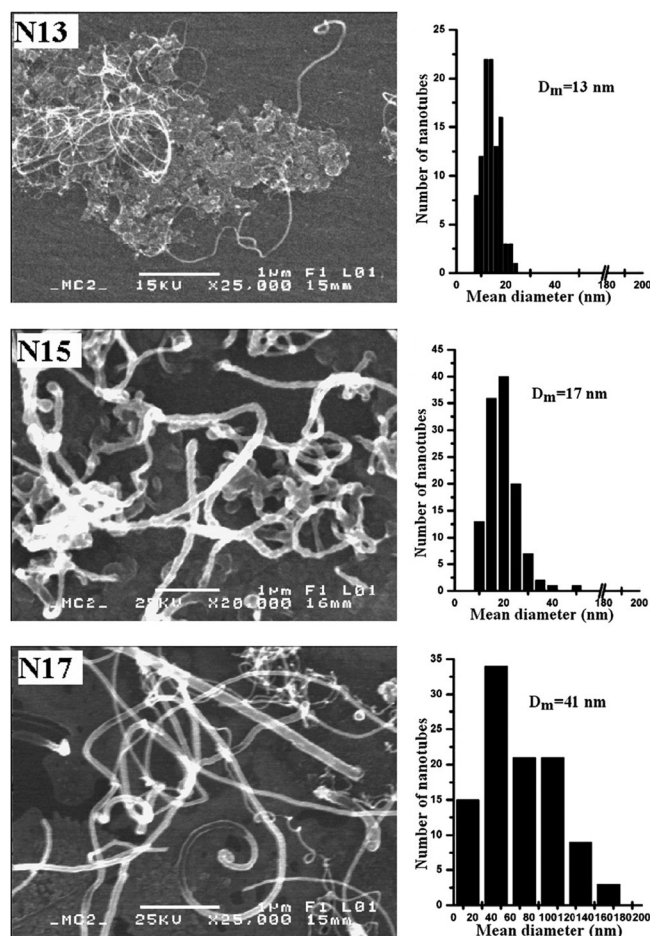 N13
_MC2_ 15KV X25,000 1µm F1 L01 15mm
Number of nanotubes
25
20
15
10
5
0
Dm=13 nm
0 20 40 180 200
Mean diameter (nm)
N15
_MC2_ 25KV X20,000 1µm F1 L01 16mm
Number of nanotubes
45
40
35
30
25
20
15
10
5
0
Dm=17 nm
0 20 40 180 200
Mean diameter (nm)
N17
_MC2_ 25KV X25,000 1µm F1 L01 15mm
Number of nanotubes
35
30
25
20
15
10
5
0
Dm=41 nm
0 20 40 60 80 100 120 140 160 180 200
Mean diameter (nm)